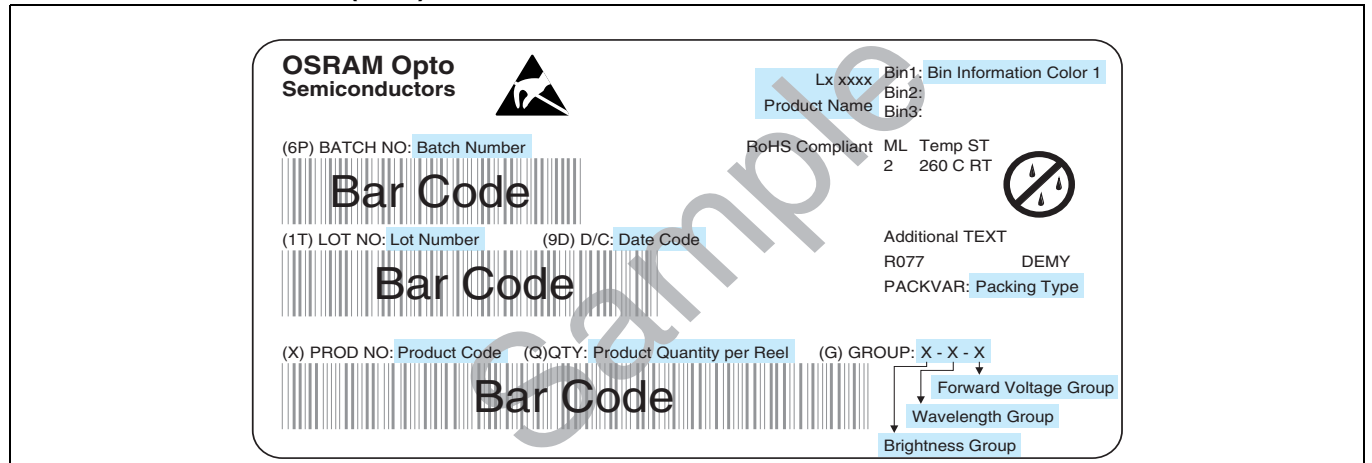 OSRAM Opto
Semiconductors
Lx xxxx
Product Name
Bin1: Bin Information Color 1
Bin2:
Bin3:
(6P) BATCH NO: Batch Number
Bar Code
RoHS Compliant
ML Temp ST
2 260 C RT
(1T) LOT NO: Lot Number (9D) D/C: Date Code
Bar Code
Additional TEXT
R077 DEMY
PACKVAR: Packing Type
(X) PROD NO: Product Code (Q)QTY: Product Quantity per Reel (G) GROUP: X - X - X
Bar Code
Forward Voltage Group
Wavelength Group
Brightness Group
Sample